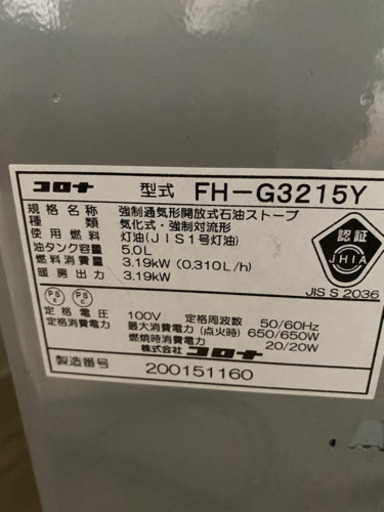 コロナ 型式 FH-G3215Y
規格名称 強制通気形開放式石油ストーブ
種類 気化式・強制対流形
使用燃料 灯油(JIS1号灯油)
油タンク容量 5.0L
燃料消費量 3.19kW (0.310L/h)
暖房出力 3.19kW
認証
JHIA
JIS S 2036
PS E PS C
定格電圧 100V 定格周波数 50/60Hz
定格消費電力 最大消費電力(点火時) 650/650W
燃焼時消費電力 20/20W
株式会社 コロナ
製造番号 200151160